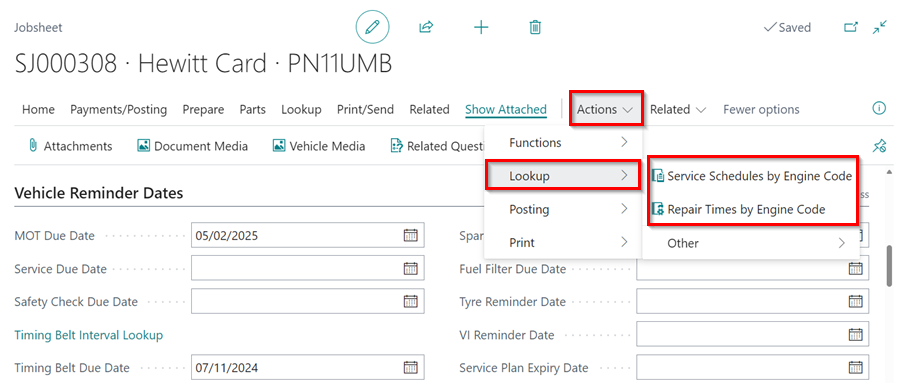 Jobsheet
Saved
SJ000308 · Hewitt Card · PN11UMB
Home Payments/Posting Prepare Parts Lookup Print/Send Related Show Attached Actions Related Fewer options
Attachments Document Media Vehicle Media Related Questi
Functions
Lookup
Posting
Print
Service Schedules by Engine Code
Repair Times by Engine Code
Other
Vehicle Reminder Dates
MOT Due Date 05/02/2025
Service Due Date
Safety Check Due Date
Timing Belt Interval Lookup
Timing Belt Due Date 07/11/2024
Spar
Fuel Filter Due Date
Tyre Reminder Date
VI Reminder Date
Service Plan Expiry Date